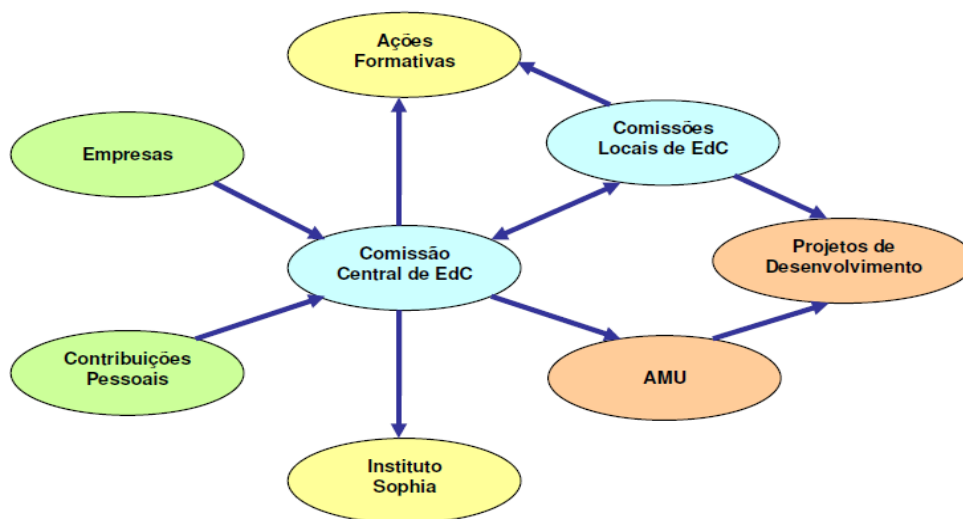 Ações
Formativas
Comissões
Locais de EdC
Empresas
Projetos de
Desenvolvimento
Comissão
Central de EdC
Contribuições
Pessoais
AMU
Instituto
Sophia